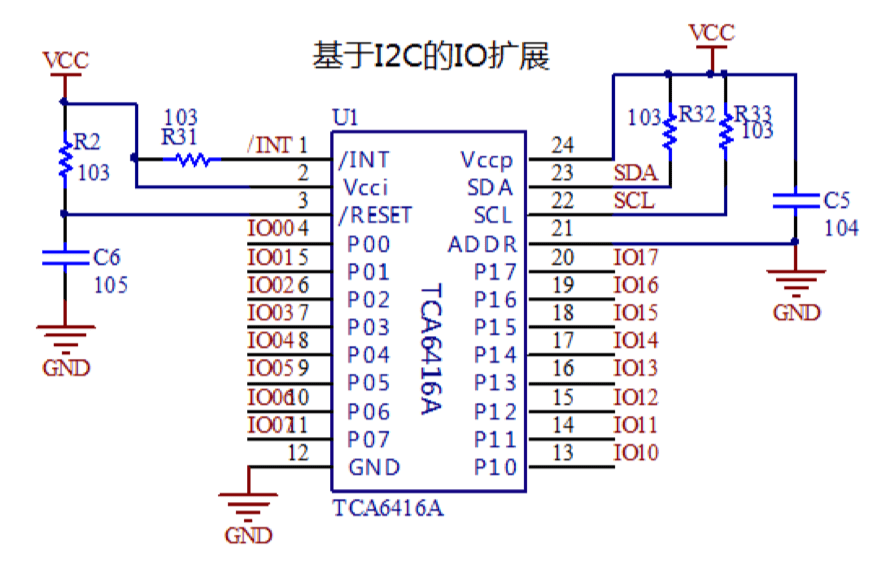 基于I2C的IO扩展
VCC
VCC
R2
103
103
R31
/INT 1
2
3
IO00 4
IO01 5
IO02 6
IO03 7
IO04 8
IO05 9
IO06 10
IO07 11
12
C6
105
GND
GND
U1
/INT
Vcci
/RESET
P00
P01
P02
P03
P04
P05
P06
P07
GND
TCA6416A
Vccp
SDA
SCL
ADDR
P17
P16
P15
P14
P13
P12
P11
P10
TCA6416A
24
23 SDA
22 SCL
21
20 IO17
19 IO16
18 IO15
17 IO14
16 IO13
15 IO12
14 IO11
13 IO10
103
R32
R33
103
C5
104
GND